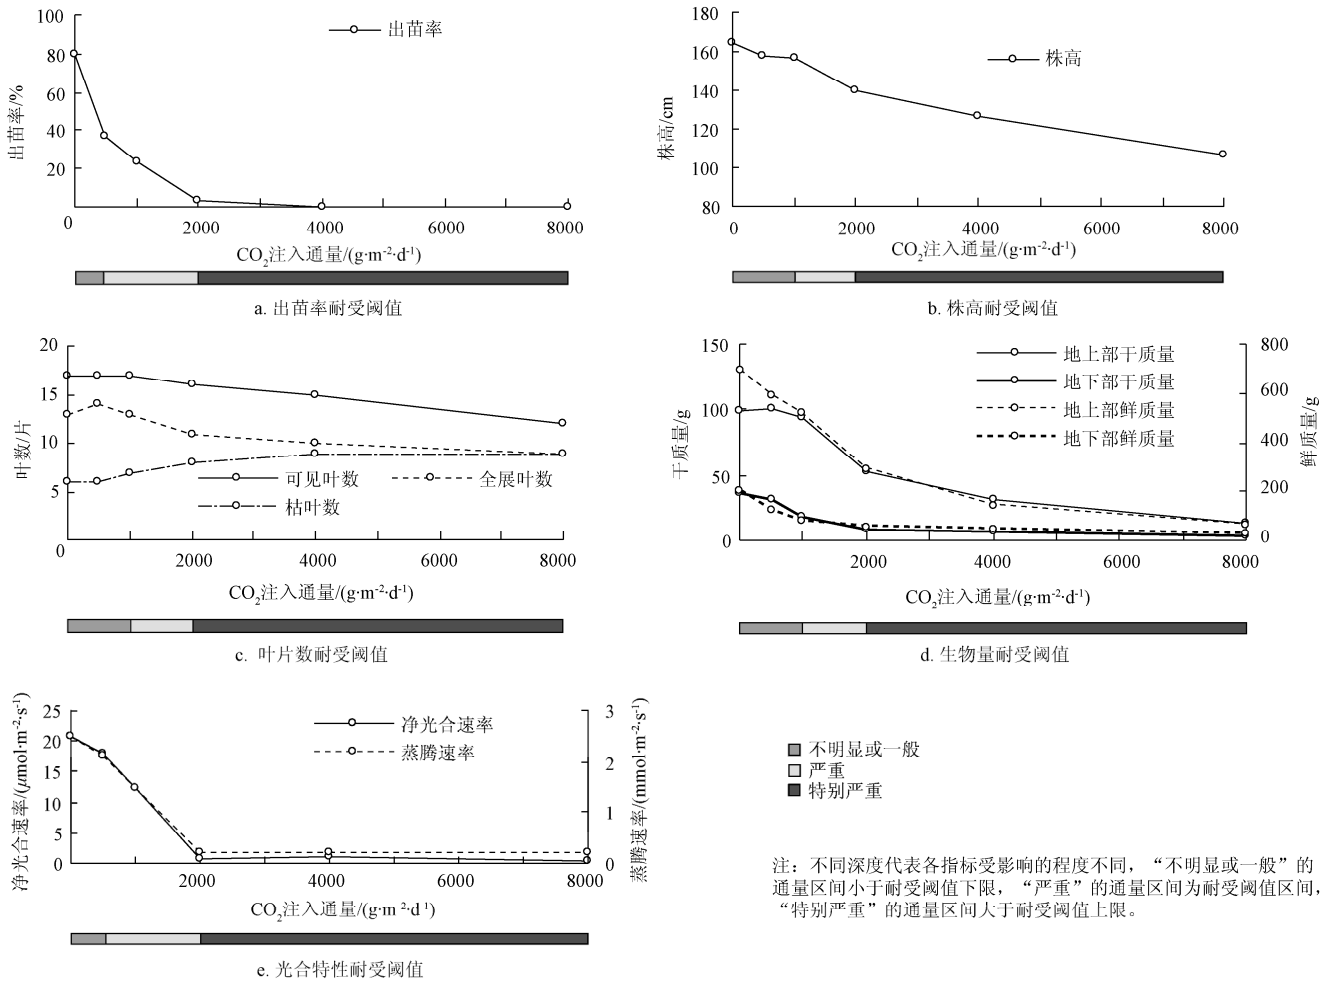 100
80
60
40
20
0
2000
4000
6000
8000
出苗率/%
出苗率
CO₂注入通量/(g·m⁻²·d⁻¹)
a. 出苗率耐受阈值
180
160
140
120
100
80
0
2000
4000
6000
8000
株高/cm
株高
CO₂注入通量/(g·m⁻²·d⁻¹)
b. 株高耐受阈值
20
15
10
5
0
2000
4000
6000
8000
叶数/片
可见叶数
全展叶数
枯叶数
CO₂注入通量/(g·m⁻²·d⁻¹)
c. 叶片数耐受阈值
150
100
50
0
2000
4000
6000
8000
干质量/g
800
600
400
200
0
鲜质量/g
地上部干质量
地下部干质量
地上部鲜质量
地下部鲜质量
CO₂注入通量/(g·m⁻²·d⁻¹)
d. 生物量耐受阈值
25
20
15
10
5
0
2000
4000
6000
8000
净光合速率/(μmol·m⁻²·s⁻¹)
3
2
1
0
蒸腾速率/(mmol·m⁻²·s⁻¹)
净光合速率
蒸腾速率
CO₂注入通量/(g·m⁻²·d⁻¹)
e. 光合特性耐受阈值
不明显或一般
严重
特别严重
注：不同深度代表各指标受影响的程度不同，“不明显或一般”的
通量区间小于耐受阈值下限，“严重”的通量区间为耐受阈值区间，
“特别严重”的通量区间大于耐受阈值上限。